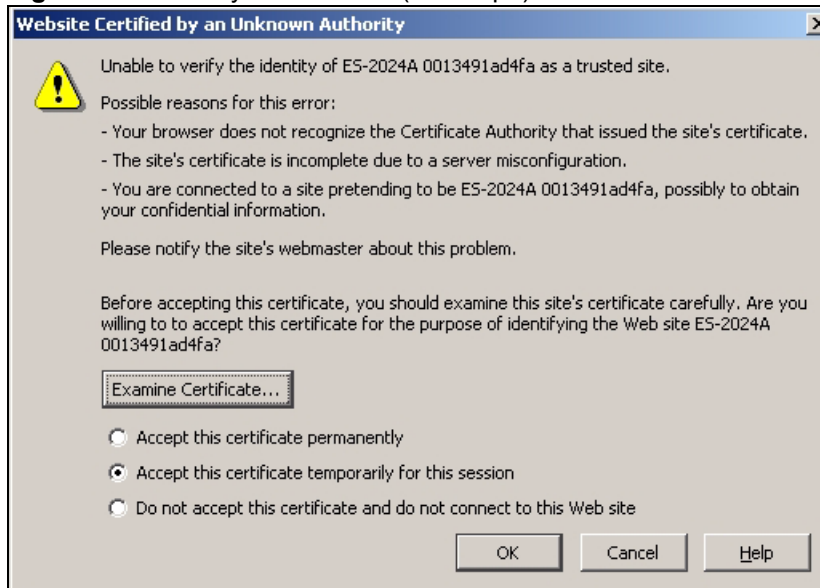 Website Certified by an Unknown Authority
Unable to verify the identity of ES-2024A 0013491ad4fa as a trusted site.
Possible reasons for this error:
- Your browser does not recognize the Certificate Authority that issued the site's certificate.
- The site's certificate is incomplete due to a server misconfiguration.
- You are connected to a site pretending to be ES-2024A 0013491ad4fa, possibly to obtain
your confidential information.
Please notify the site's webmaster about this problem.
Before accepting this certificate, you should examine this site's certificate carefully. Are you
willing to to accept this certificate for the purpose of identifying the Web site ES-2024A
0013491ad4fa?
Examine Certificate...
Accept this certificate permanently
Accept this certificate temporarily for this session
Do not accept this certificate and do not connect to this Web site
OK Cancel Help